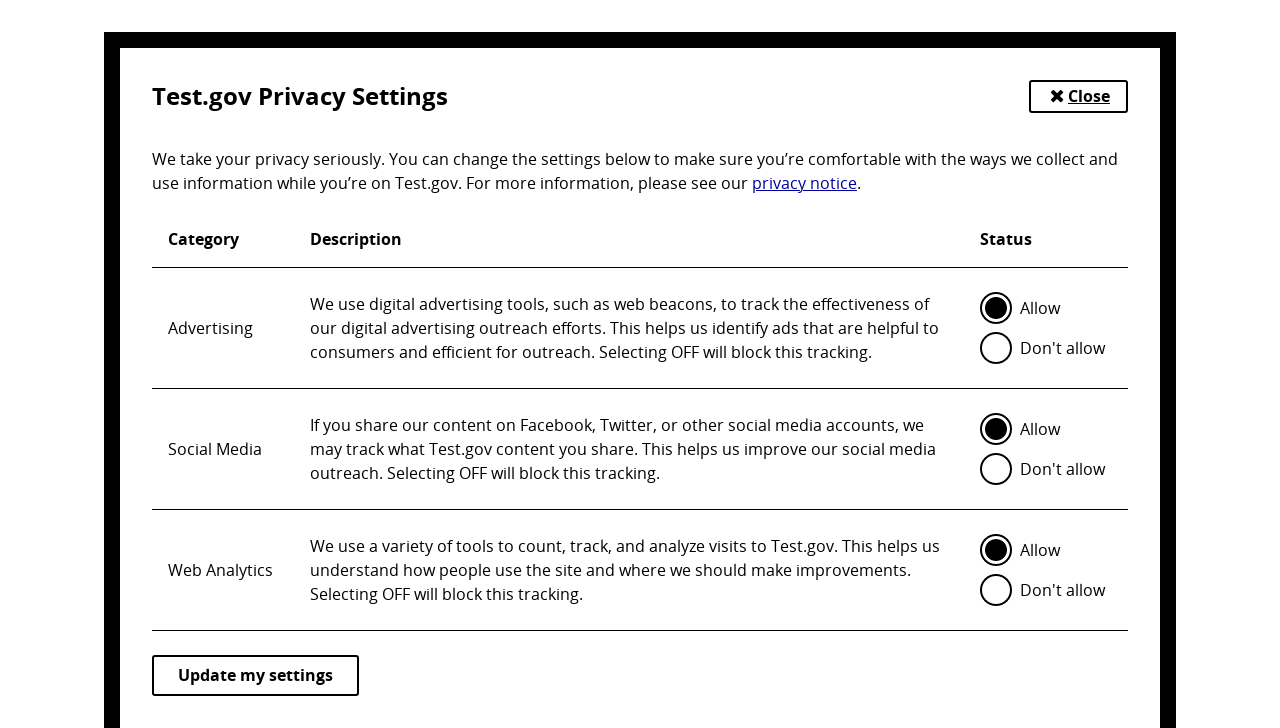 Test.gov Privacy Settings
✖ Close
We take your privacy seriously. You can change the settings below to make sure you’re comfortable with the ways we collect and
use information while you’re on Test.gov. For more information, please see our privacy notice.
Category Description Status
Advertising
We use digital advertising tools, such as web beacons, to track the effectiveness of
our digital advertising outreach efforts. This helps us identify ads that are helpful to
consumers and efficient for outreach. Selecting OFF will block this tracking.
Allow
Don't allow
Social Media
If you share our content on Facebook, Twitter, or other social media accounts, we
may track what Test.gov content you share. This helps us improve our social media
outreach. Selecting OFF will block this tracking.
Allow
Don't allow
Web Analytics
We use a variety of tools to count, track, and analyze visits to Test.gov. This helps us
understand how people use the site and where we should make improvements.
Selecting OFF will block this tracking.
Allow
Don't allow
Update my settings